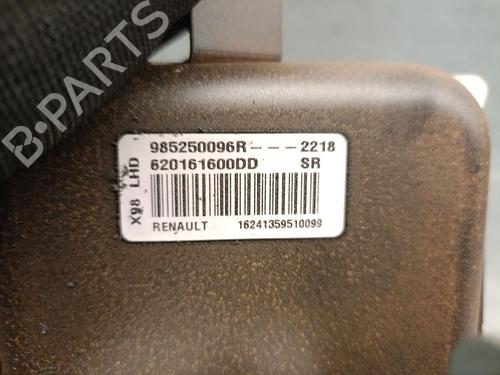 985250096R - - - 2218
620161600DD SR
X98 LHD
RENAULT 16241359510099
B-PARTS